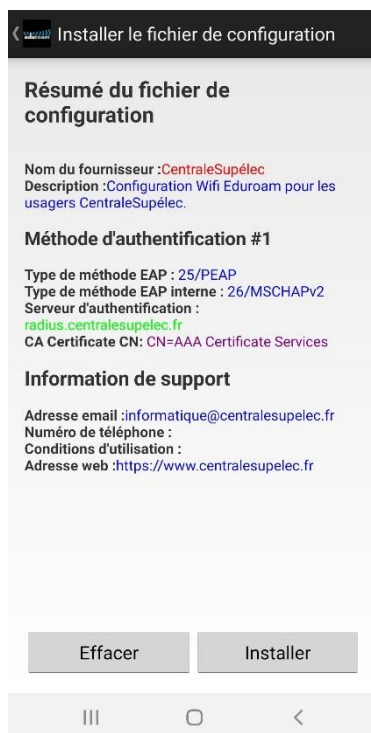 eduroam Installer le fichier de configuration
Résumé du fichier de
configuration
Nom du fournisseur :CentraleSupélec
Description :Configuration Wifi Eduroam pour les
usagers CentraleSupélec.
Méthode d'authentification #1
Type de méthode EAP : 25/PEAP
Type de méthode EAP interne : 26/MSCHAPv2
Serveur d'authentification :
radius.centralesupelec.fr
CA Certificate CN: CN=AAA Certificate Services
Information de support
Adresse email :informatique@centralesupelec.fr
Numéro de téléphone :
Conditions d'utilisation :
Adresse web :https://www.centralesupelec.fr
Effacer
Installer